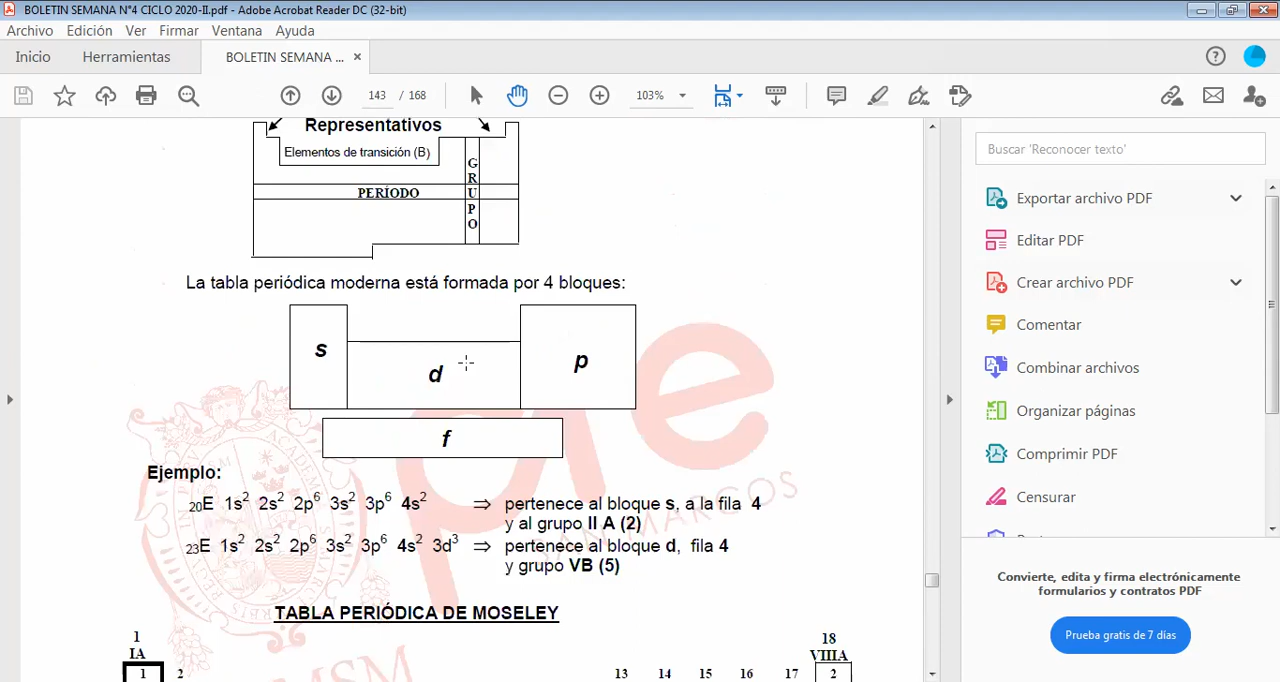 BOLETIN SEMANA N°4 CICLO 2020-II.pdf - Adobe Acrobat Reader DC (32-bit)
Archivo Edición Ver Firmar Ventana Ayuda
Inicio Herramientas BOLETIN SEMANA ... ×
143 / 168 103%
Representativos
Elementos de transición (B)
GRUPO
PERÍODO
La tabla periódica moderna está formada por 4 bloques:
s
d
p
f
Ejemplo:
₂₀E 1s² 2s² 2p⁶ 3s² 3p⁶ 4s² ⇒ pertenece al bloque s, a la fila 4
y al grupo II A (2)
₂₃E 1s² 2s² 2p⁶ 3s² 3p⁶ 4s² 3d³ ⇒ pertenece al bloque d, fila 4
y grupo VB (5)
TABLA PERIÓDICA DE MOSELEY
1
IA
1 2
18
VIIIA
13 14 15 16 17 2
pre
SAN MARCOS
Buscar 'Reconocer texto'
Exportar archivo PDF
Editar PDF
Crear archivo PDF
Comentar
Combinar archivos
Organizar páginas
Comprimir PDF
Censurar
Convierte, edita y firma electrónicamente
formularios y contratos PDF
Prueba gratis de 7 días